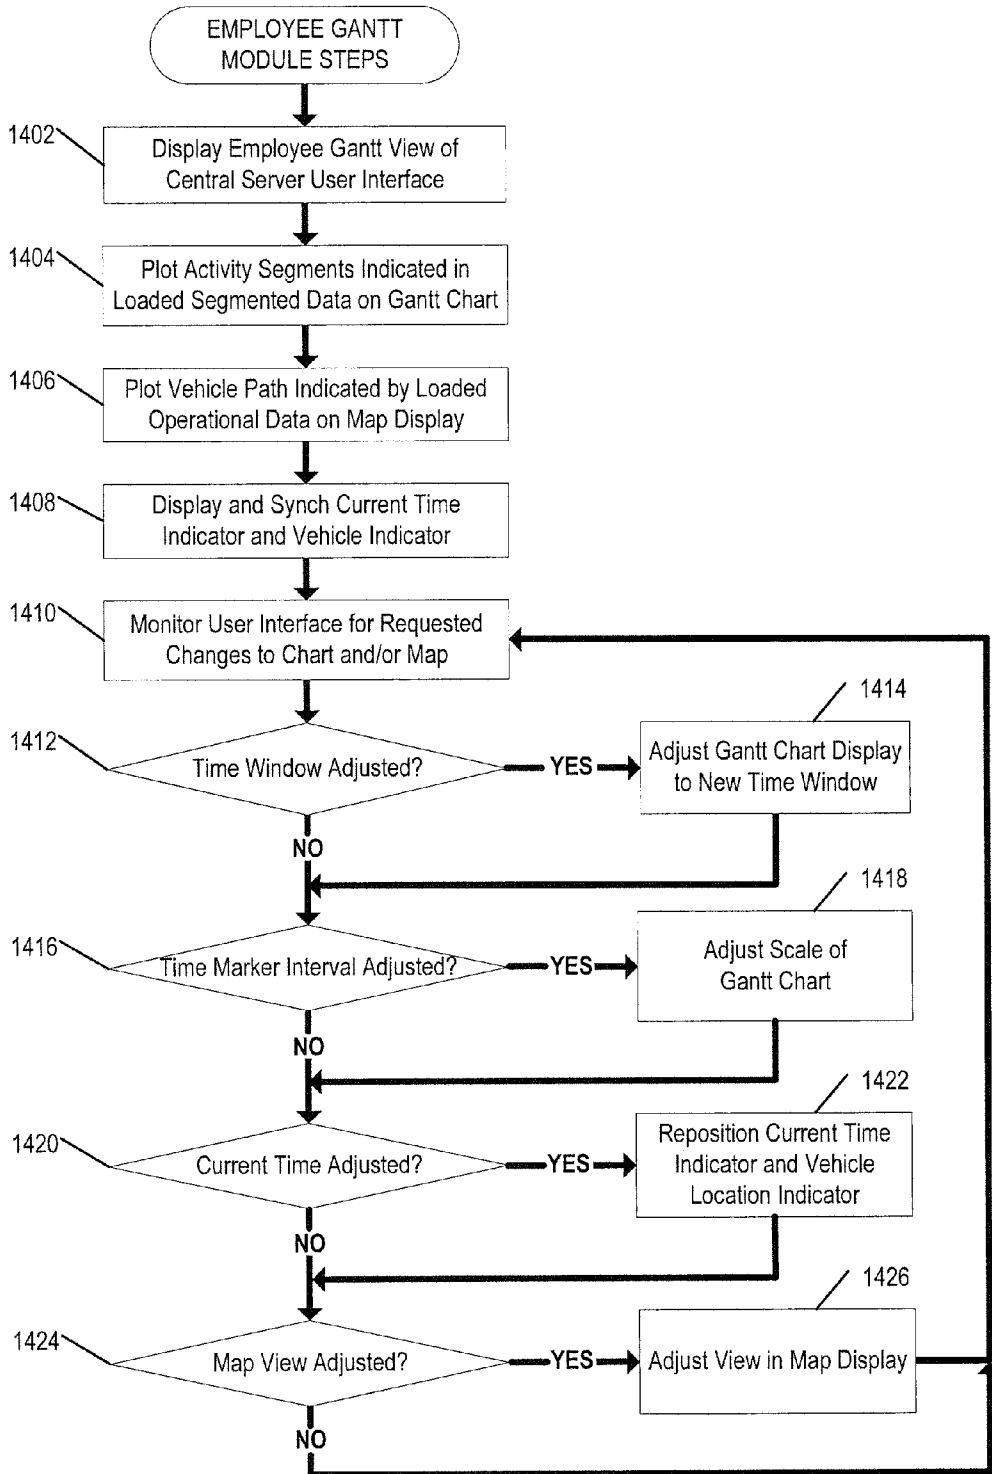 EMPLOYEE GANTT
MODULE STEPS
1402
Display Employee Gantt View of
Central Server User Interface
1404
Plot Activity Segments Indicated in
Loaded Segmented Data on Gantt Chart
1406
Plot Vehicle Path Indicated by Loaded
Operational Data on Map Display
1408
Display and Synch Current Time
Indicator and Vehicle Indicator
1410
Monitor User Interface for Requested
Changes to Chart and/or Map
1412
Time Window Adjusted?
YES
1414
Adjust Gantt Chart Display
to New Time Window
NO
1416
Time Marker Interval Adjusted?
YES
1418
Adjust Scale of
Gantt Chart
NO
1420
Current Time Adjusted?
YES
1422
Reposition Current Time
Indicator and Vehicle
Location Indicator
NO
1424
Map View Adjusted?
YES
1426
Adjust View in Map Display
NO